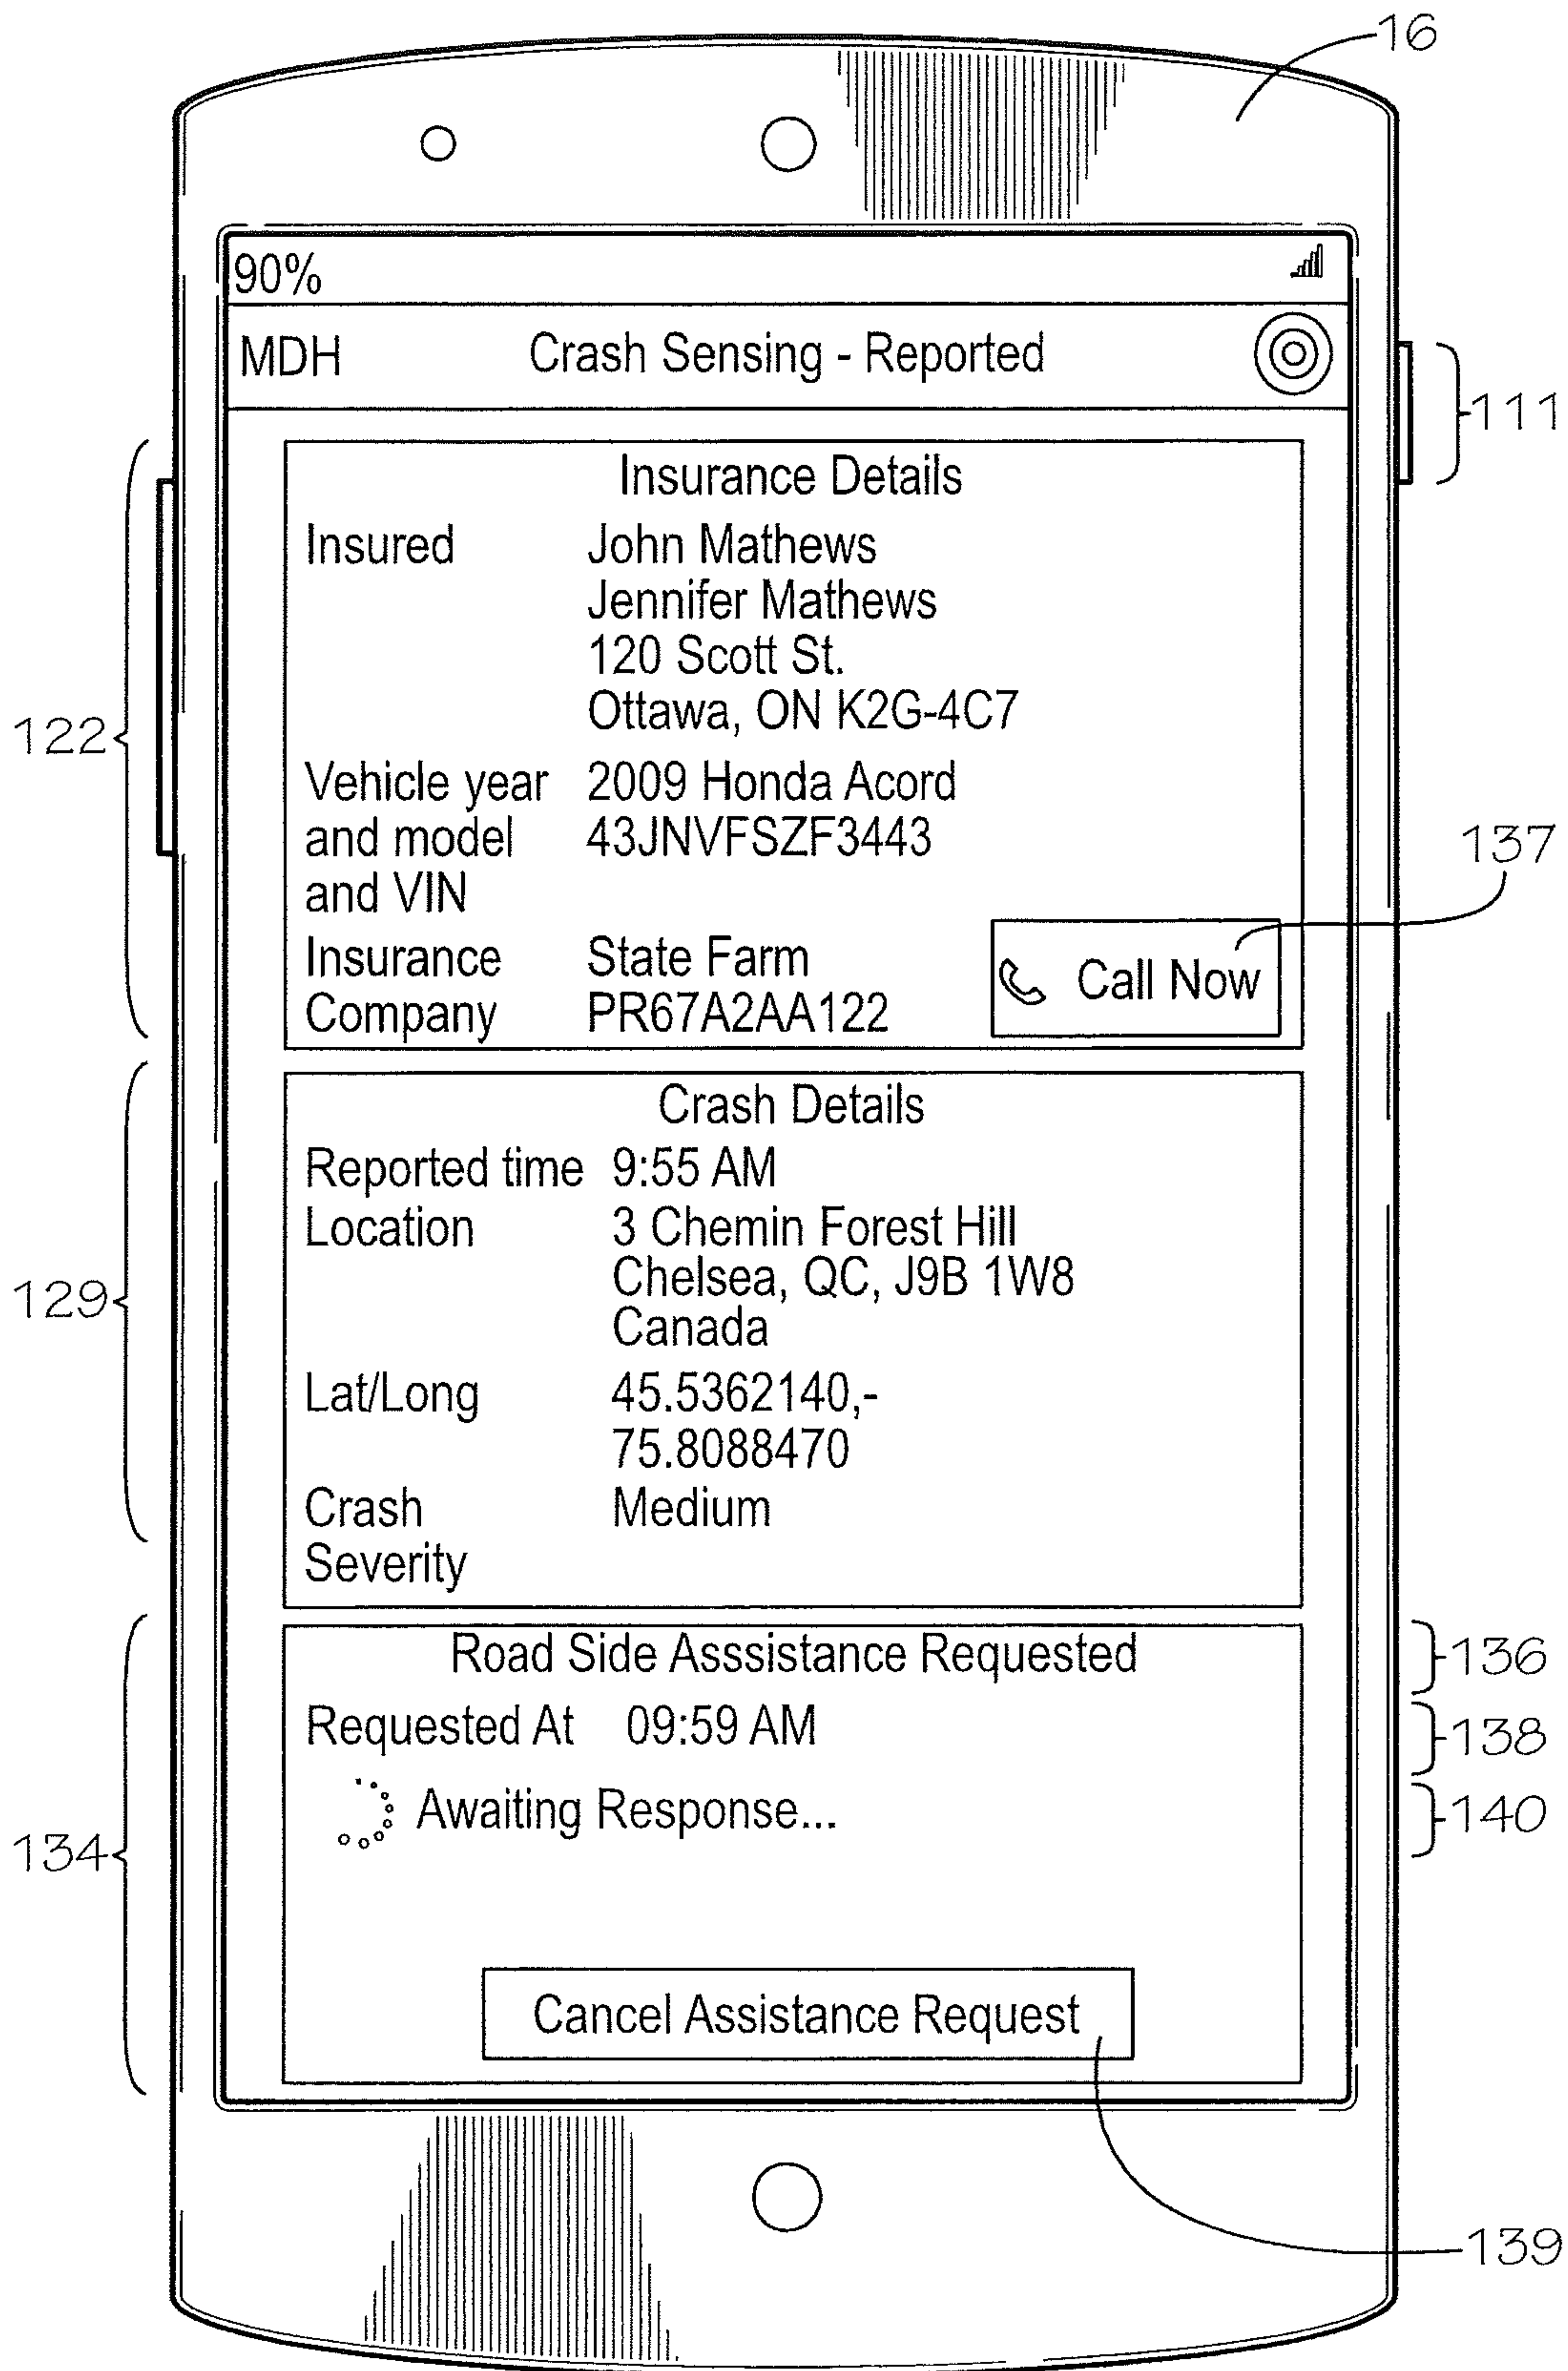 16
90%
MDH Crash Sensing - Reported
111
Insurance Details
Insured John Mathews
Jennifer Mathews
120 Scott St.
Ottawa, ON K2G-4C7
122
Vehicle year 2009 Honda Acord
and model 43JNVFSZF3443
and VIN
137
Insurance State Farm
Company PR67A2AA122
Call Now
Crash Details
Reported time 9:55 AM
Location 3 Chemin Forest Hill
Chelsea, QC, J9B 1W8
129
Canada
Lat/Long 45.5362140,-
75.8088470
Crash Medium
Severity
Road Side Asssistance Requested 136
Requested At 09:59 AM 138
Awaiting Response... 140
134
Cancel Assistance Request
139